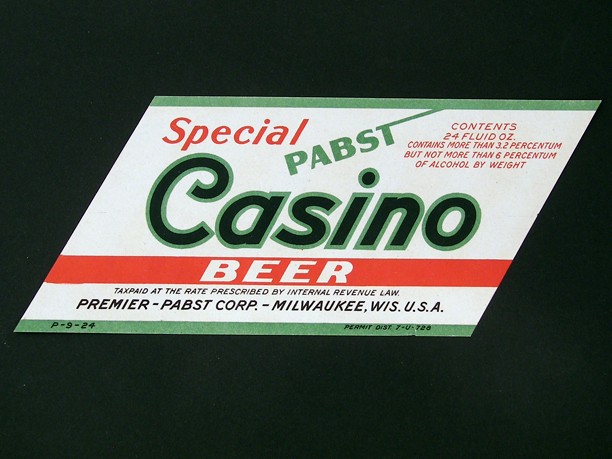 Special
PABST
Casino
BEER
CONTENTS
24 FLUID OZ.
CONTAINS MORE THAN 3.2 PERCENTUM
BUT NOT MORE THAN 6 PERCENTUM
OF ALCOHOL BY WEIGHT
TAXPAID AT THE RATE PRESCRIBED BY INTERNAL REVENUE LAW.
PREMIER-PABST CORP.-MILWAUKEE, WIS. U.S.A.
P-9-24
PERMIT DIST. 7-U-728